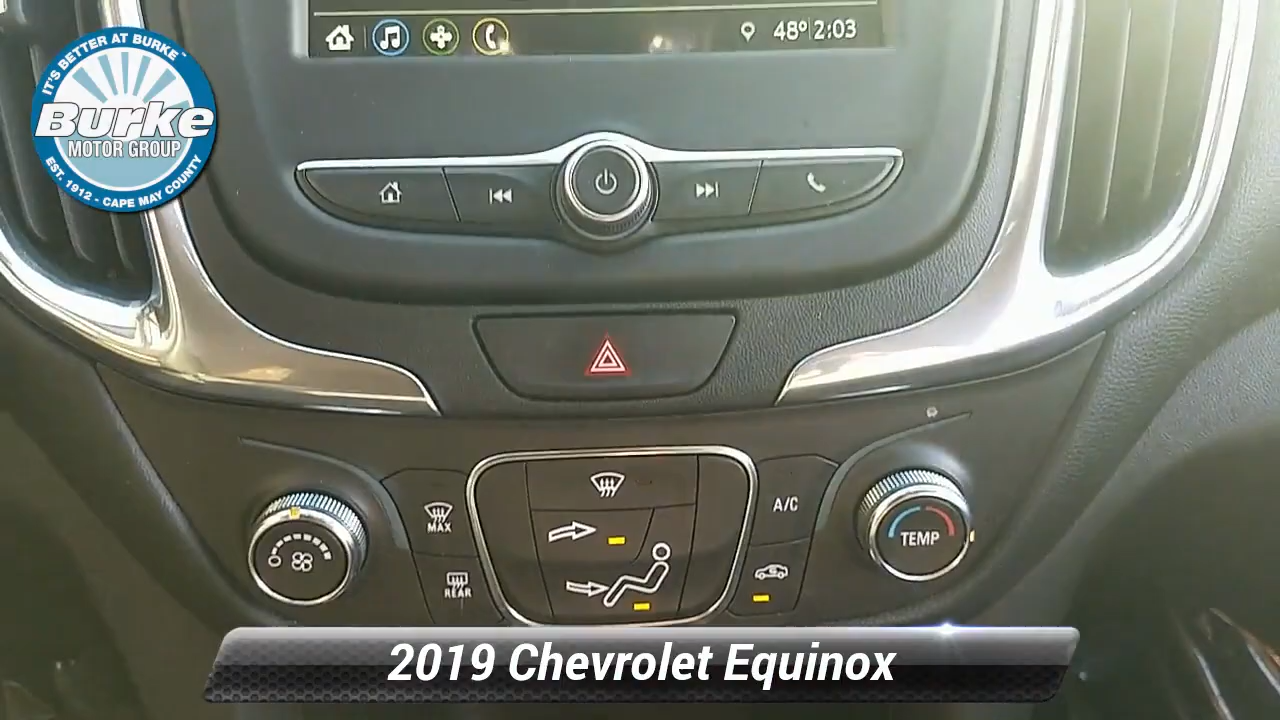 48° 2:03
IT'S BETTER AT BURKE
Burke
MOTOR GROUP
EST. 1912 - CAPE MAY COUNTY
MAX
A/C
TEMP
REAR
2019 Chevrolet Equinox